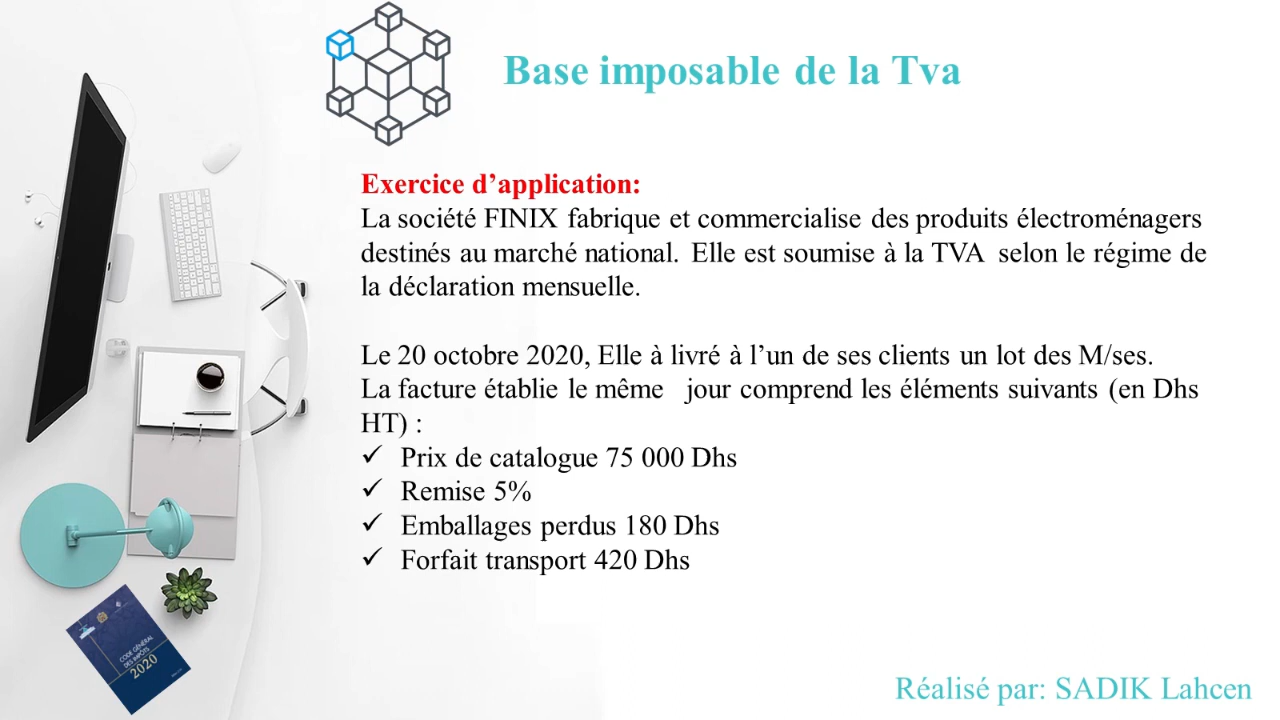 Base imposable de la Tva
Exercice d’application:
La société FINIX fabrique et commercialise des produits électroménagers
destinés au marché national. Elle est soumise à la TVA selon le régime de
la déclaration mensuelle.
Le 20 octobre 2020, Elle à livré à l’un de ses clients un lot des M/ses.
La facture établie le même jour comprend les éléments suivants (en Dhs
HT) :
✓ Prix de catalogue 75 000 Dhs
✓ Remise 5%
✓ Emballages perdus 180 Dhs
✓ Forfait transport 420 Dhs
CODE GÉNÉRAL
DES IMPÔTS
2020
Réalisé par: SADIK Lahcen